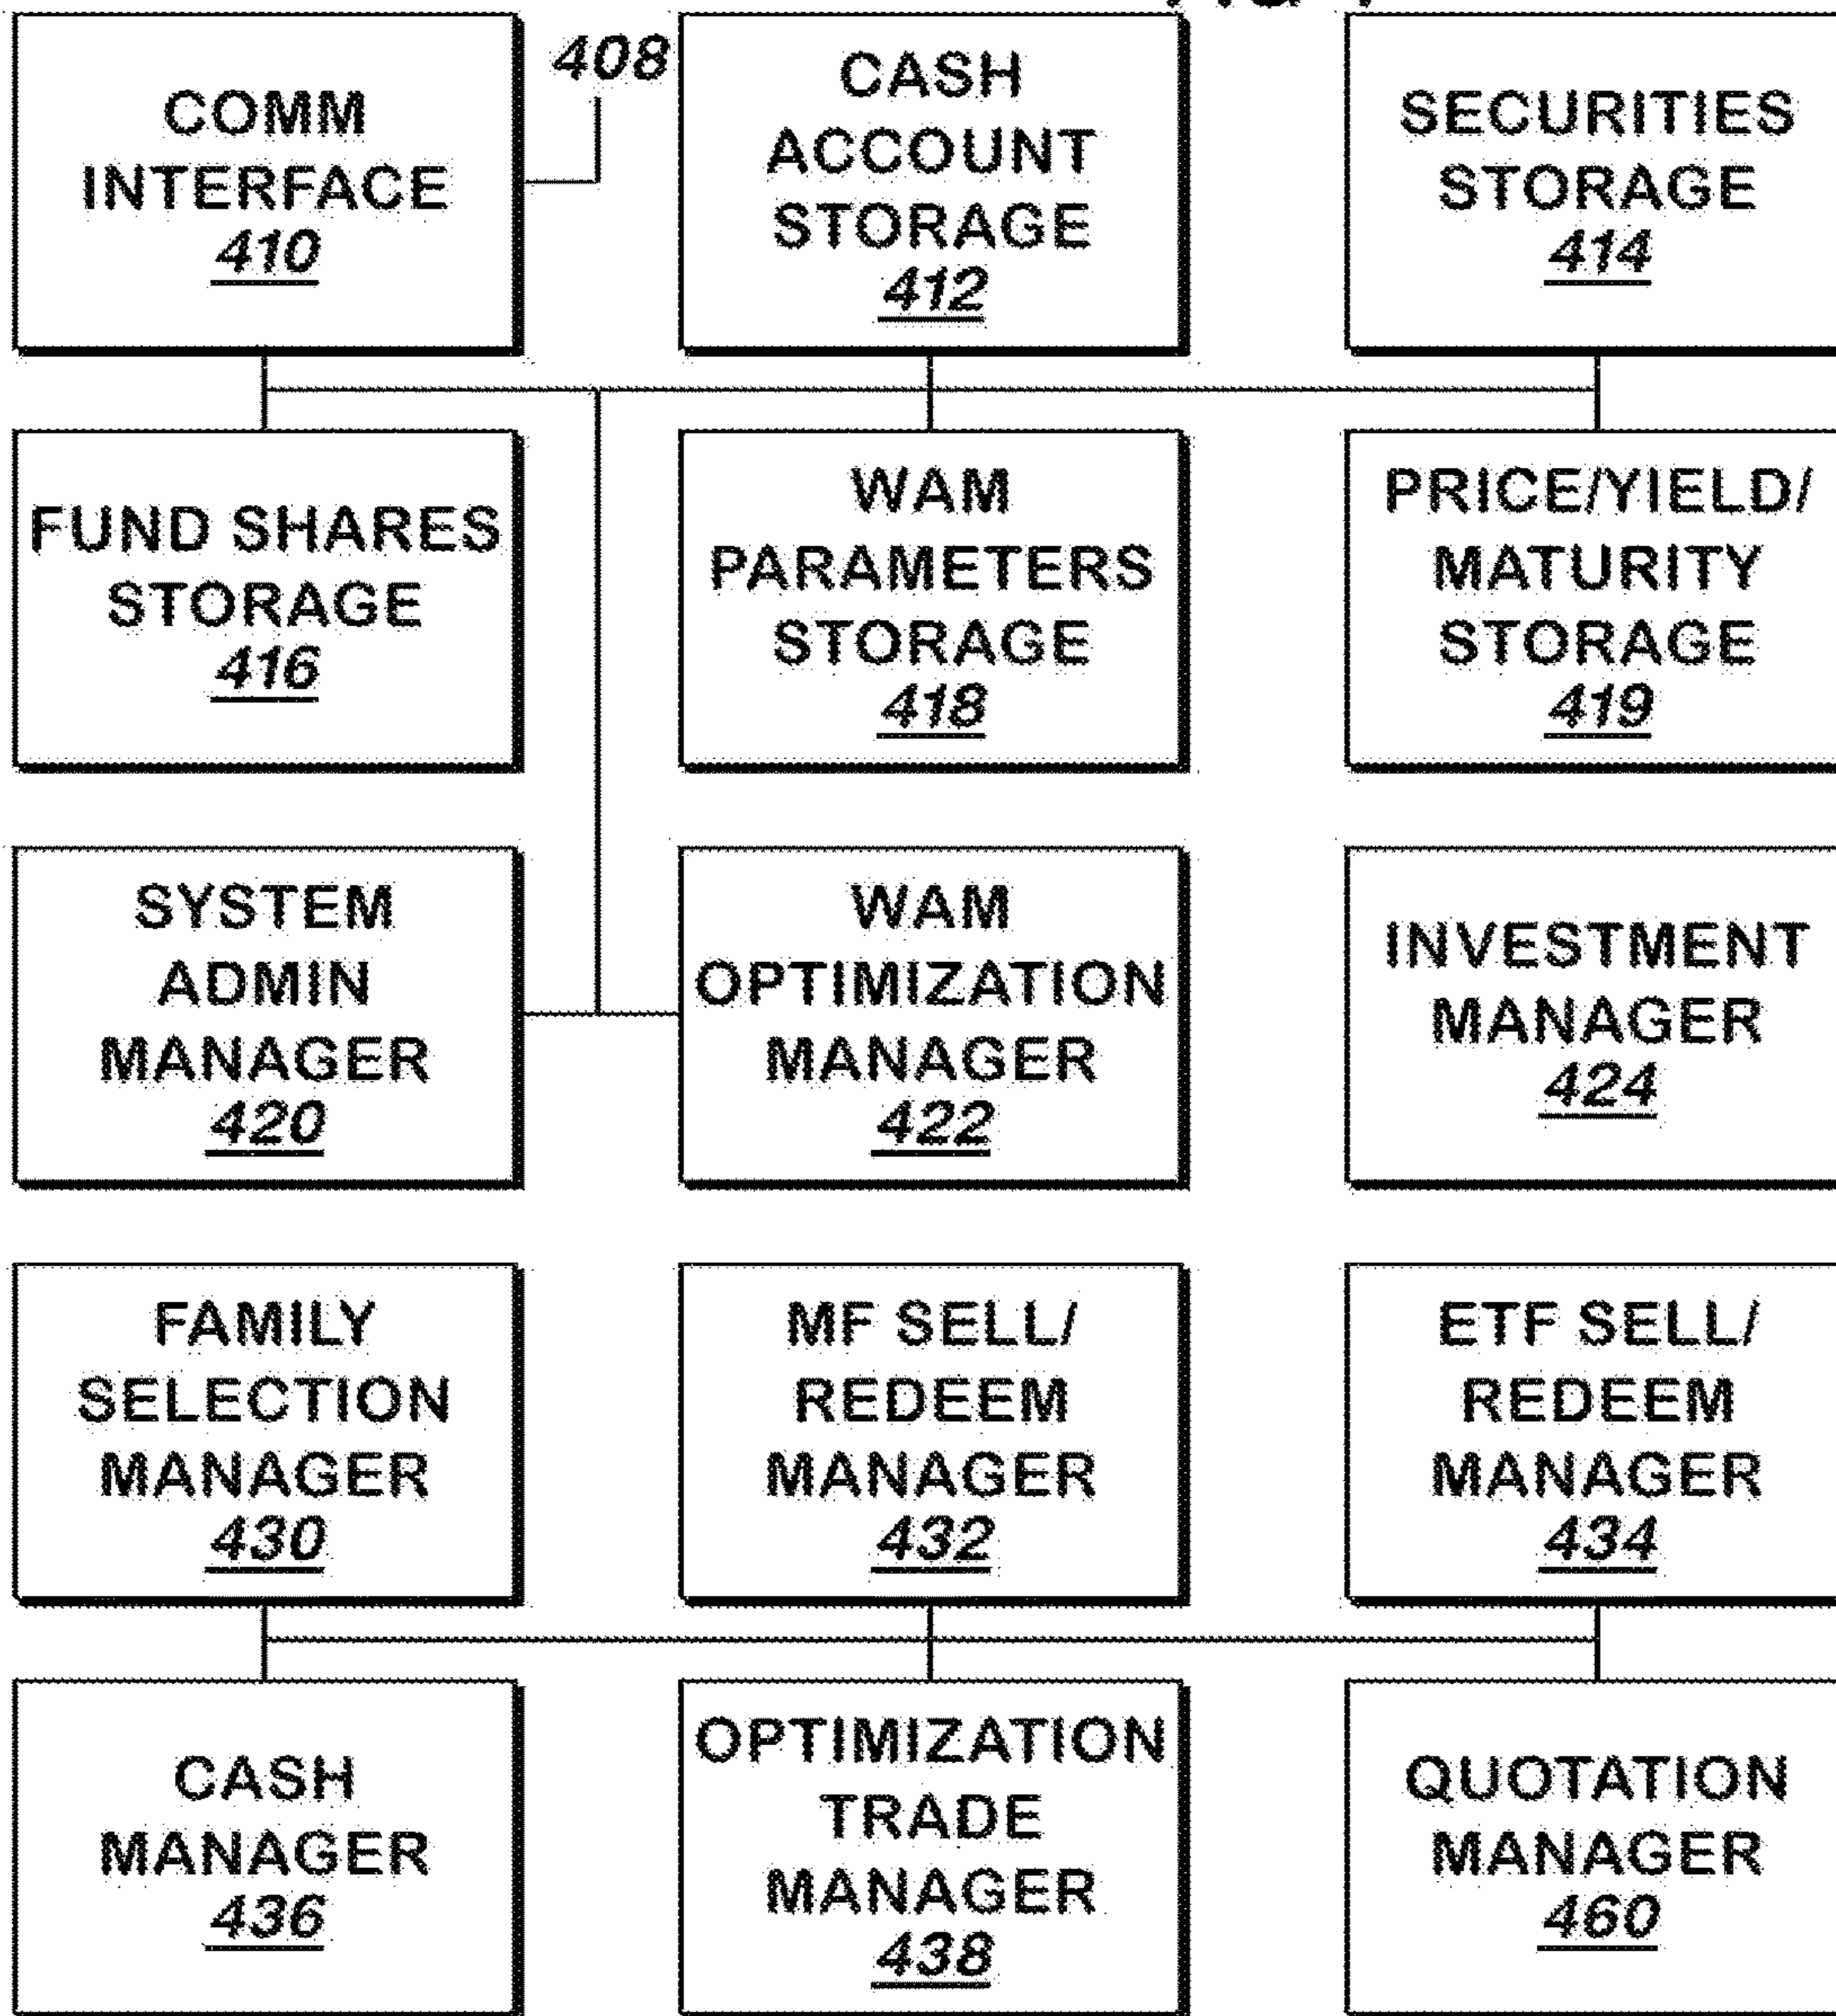 408
COMM
INTERFACE
410
CASH
ACCOUNT
STORAGE
412
SECURITIES
STORAGE
414
FUND SHARES
STORAGE
416
WAM
PARAMETERS
STORAGE
418
PRICE/YIELD/
MATURITY
STORAGE
419
SYSTEM
ADMIN
MANAGER
420
WAM
OPTIMIZATION
MANAGER
422
INVESTMENT
MANAGER
424
FAMILY
SELECTION
MANAGER
430
MF SELL/
REDEEM
MANAGER
432
ETF SELL/
REDEEM
MANAGER
434
CASH
MANAGER
436
OPTIMIZATION
TRADE
MANAGER
438
QUOTATION
MANAGER
460